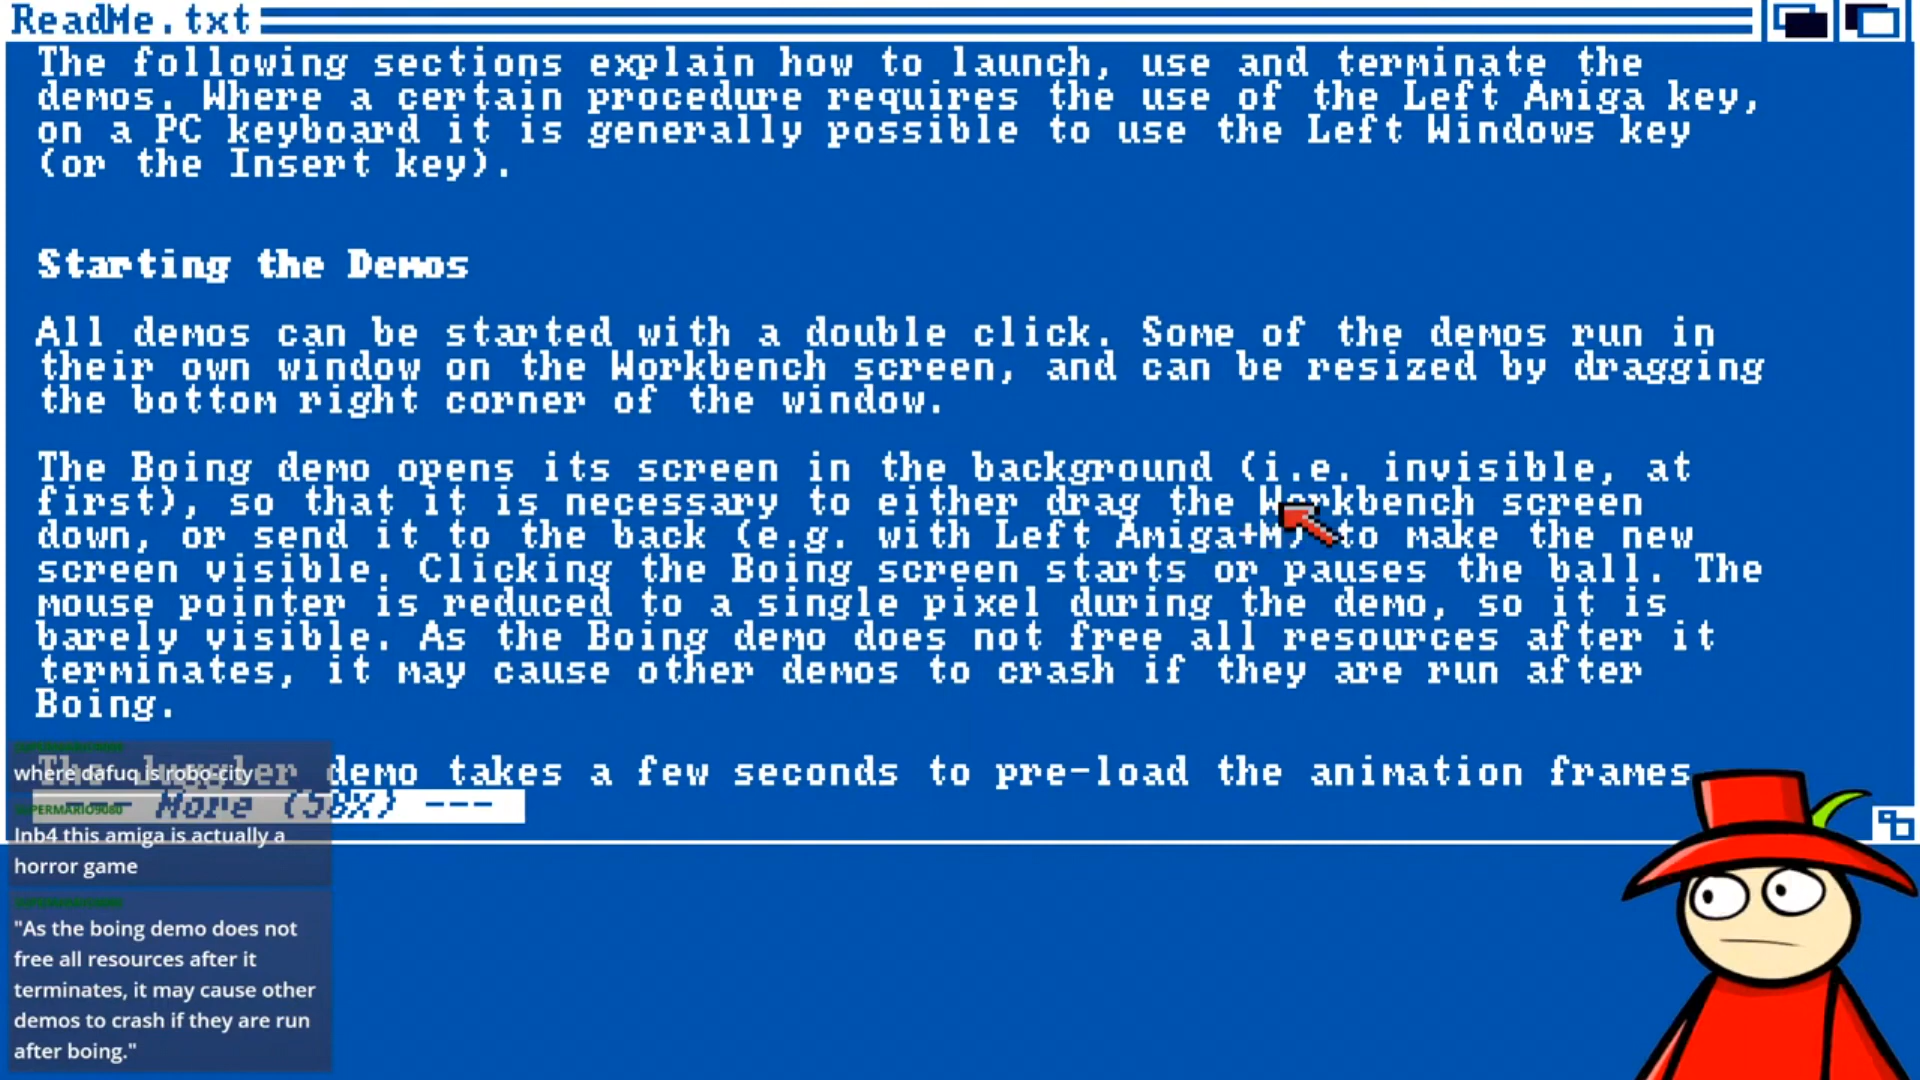 ReadMe.txt
The following sections explain how to launch, use and terminate the
demos. Where a certain procedure requires the use of the Left Amiga key,
on a PC keyboard it is generally possible to use the Left Windows key
(or the Insert key).
Starting the Demos
All demos can be started with a double click. Some of the demos run in
their own window on the Workbench screen, and can be resized by dragging
the bottom right corner of the window.
The Boing demo opens its screen in the background (i.e. invisible, at
first), so that it is necessary to either drag the Workbench screen
down, or send it to the back (e.g. with Left Amiga+M) to make the new
screen visible. Clicking the Boing screen starts or pauses the ball. The
mouse pointer is reduced to a single pixel during the demo, so it is
barely visible. As the Boing demo does not free all resources after it
terminates, it may cause other demos to crash if they are run after
Boing.
The Juggler demo takes a few seconds to pre-load the animation frames
--- More (58%) ---
where dafuq is robo-city
Inb4 this amiga is actually a
horror game
"As the boing demo does not
free all resources after it
terminates, it may cause other
demos to crash if they are run
after boing."